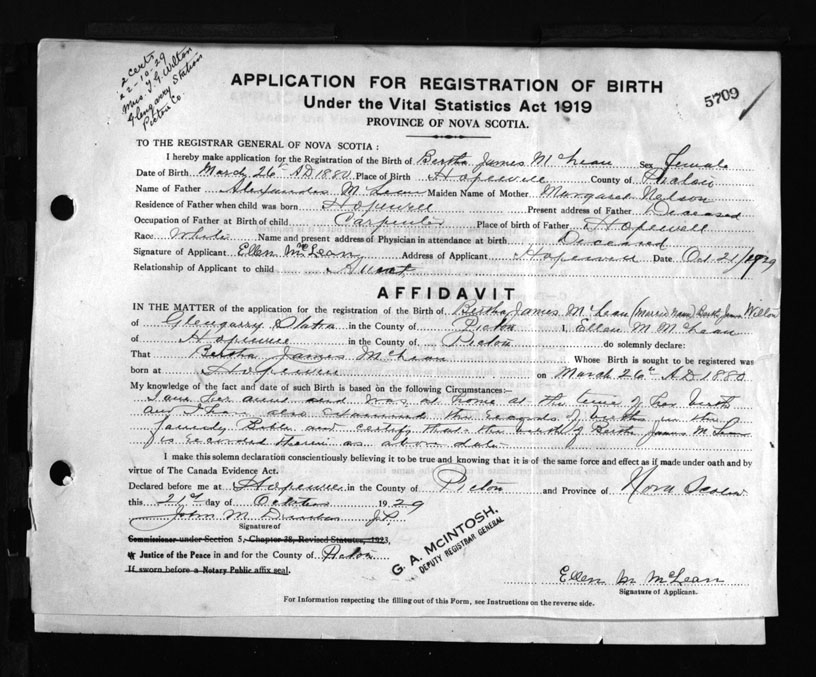 2 certs
2-10-29
Mrs. T. G. Wilton
Glengarry Station
Pictou Co.
APPLICATION FOR REGISTRATION OF BIRTH
Under the Vital Statistics Act 1919
PROVINCE OF NOVA SCOTIA.
5709
TO THE REGISTRAR GENERAL OF NOVA SCOTIA:
I hereby make application for the Registration of the Birth of Bertha James McLean Sex female
Date of Birth March 26th A D 1880 Place of Birth Hopewell County of Pictou
Name of Father Alexander McLean Maiden Name of Mother Margaret Nelson
Residence of Father when child was born Hopewell Present address of Father Deceased
Occupation of Father at Birth of child Carpenter Place of birth of Father Hopewell
Race White Name and present address of Physician in attendance at birth Deceased
Signature of Applicant Ellen McLean Address of Applicant Hopewell Date Oct 21/1929
Relationship of Applicant to child Aunt
AFFIDAVIT
IN THE MATTER of the application for the registration of the Birth of Bertha James McLean (Married Name) Bertha James Wilton
of Glengarry Station in the County of Pictou I, Ellen M McLean
of Hopewell in the County of Pictou do solemnly declare:
That Bertha James McLean Whose Birth is sought to be registered was
born at Hopewell on March 26th A D 1880
My knowledge of the fact and date of such Birth is based on the following Circumstances:-
I am her aunt and was at home at the time of her birth
and I have also examined the records of births in the
family Bible and certify that the birth of Bertha James McLean
is recorded therein as above date
I make this solemn declaration conscientiously believing it to be true and knowing that it is of the same force and effect as if made under oath and by
virtue of The Canada Evidence Act.
Declared before me at Hopewell in the County of Pictou and Province of Nova Scotia
this 21st day of October 1929
John M J.P.
Signature of
Commissioner under Section 5, Chapter 38, Revised Statutes, 1923,
or Justice of the Peace in and for the County of Pictou
If sworn before a Notary Public affix seal.
G. A. McINTOSH,
DEPUTY REGISTRAR GENERAL
Ellen M McLean
Signature of Applicant.
For Information respecting the filling out of this Form, see Instructions on the reverse side.